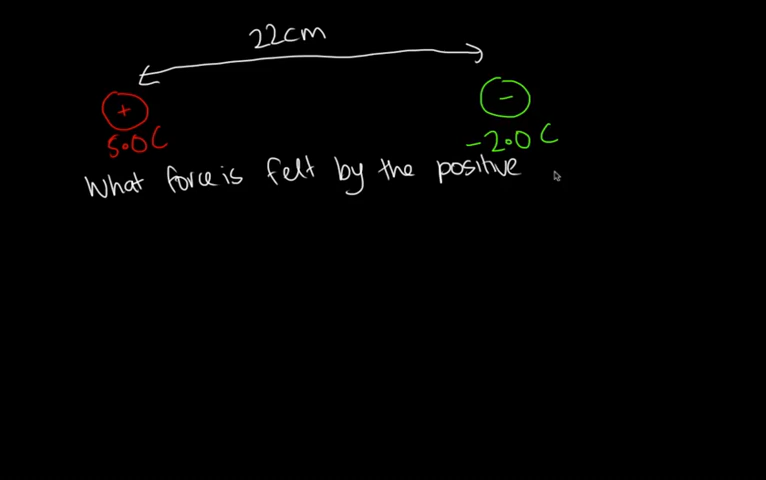 22cm
+ -
5.0C -2.0C
What force is felt by the positive